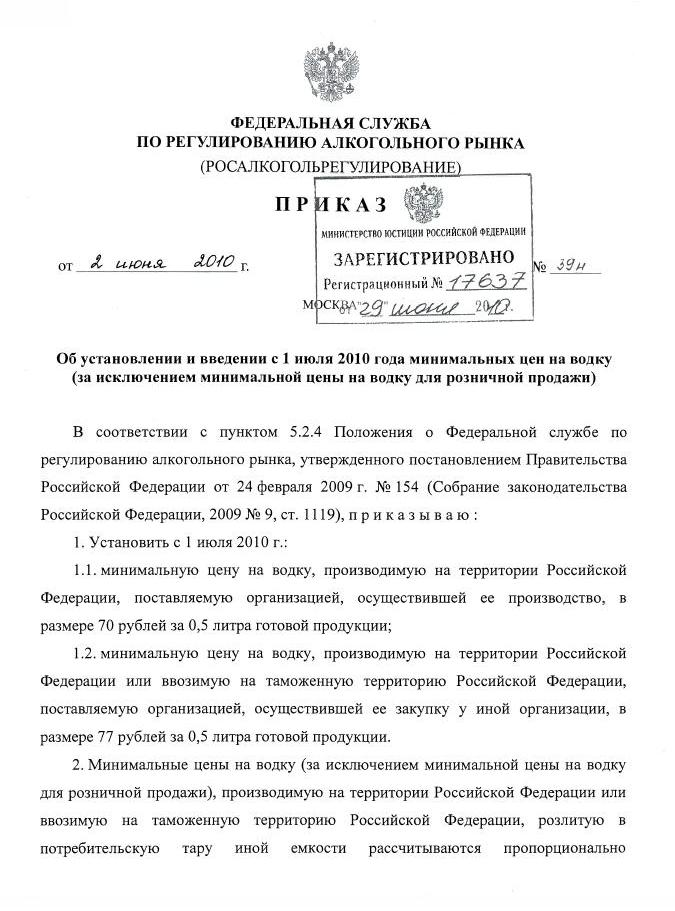 ФЕДЕРАЛЬНАЯ СЛУЖБА
ПО РЕГУЛИРОВАНИЮ АЛКОГОЛЬНОГО РЫНКА
(РОСАЛКОГОЛЬРЕГУЛИРОВАНИЕ)
П Р И К А З
МИНИСТЕРСТВО ЮСТИЦИИ РОССИЙСКОЙ ФЕДЕРАЦИИ
ЗАРЕГИСТРИРОВАНО
Регистрационный № 17637
от "29" июня 2010г.
от 2 июня 2010 г.
№ 39н
МОСКВА
Об установлении и введении с 1 июля 2010 года минимальных цен на водку
(за исключением минимальной цены на водку для розничной продажи)
В соответствии с пунктом 5.2.4 Положения о Федеральной службе по
регулированию алкогольного рынка, утвержденного постановлением Правительства
Российской Федерации от 24 февраля 2009 г. № 154 (Собрание законодательства
Российской Федерации, 2009 № 9, ст. 1119), п р и к а з ы в а ю :
1. Установить с 1 июля 2010 г.:
1.1. минимальную цену на водку, производимую на территории Российской
Федерации, поставляемую организацией, осуществившей ее производство, в
размере 70 рублей за 0,5 литра готовой продукции;
1.2. минимальную цену на водку, производимую на территории Российской
Федерации или ввозимую на таможенную территорию Российской Федерации,
поставляемую организацией, осуществившей ее закупку у иной организации, в
размере 77 рублей за 0,5 литра готовой продукции.
2. Минимальные цены на водку (за исключением минимальной цены на водку
для розничной продажи), производимую на территории Российской Федерации или
ввозимую на таможенную территорию Российской Федерации, розлитую в
потребительскую тару иной емкости рассчитываются пропорционально